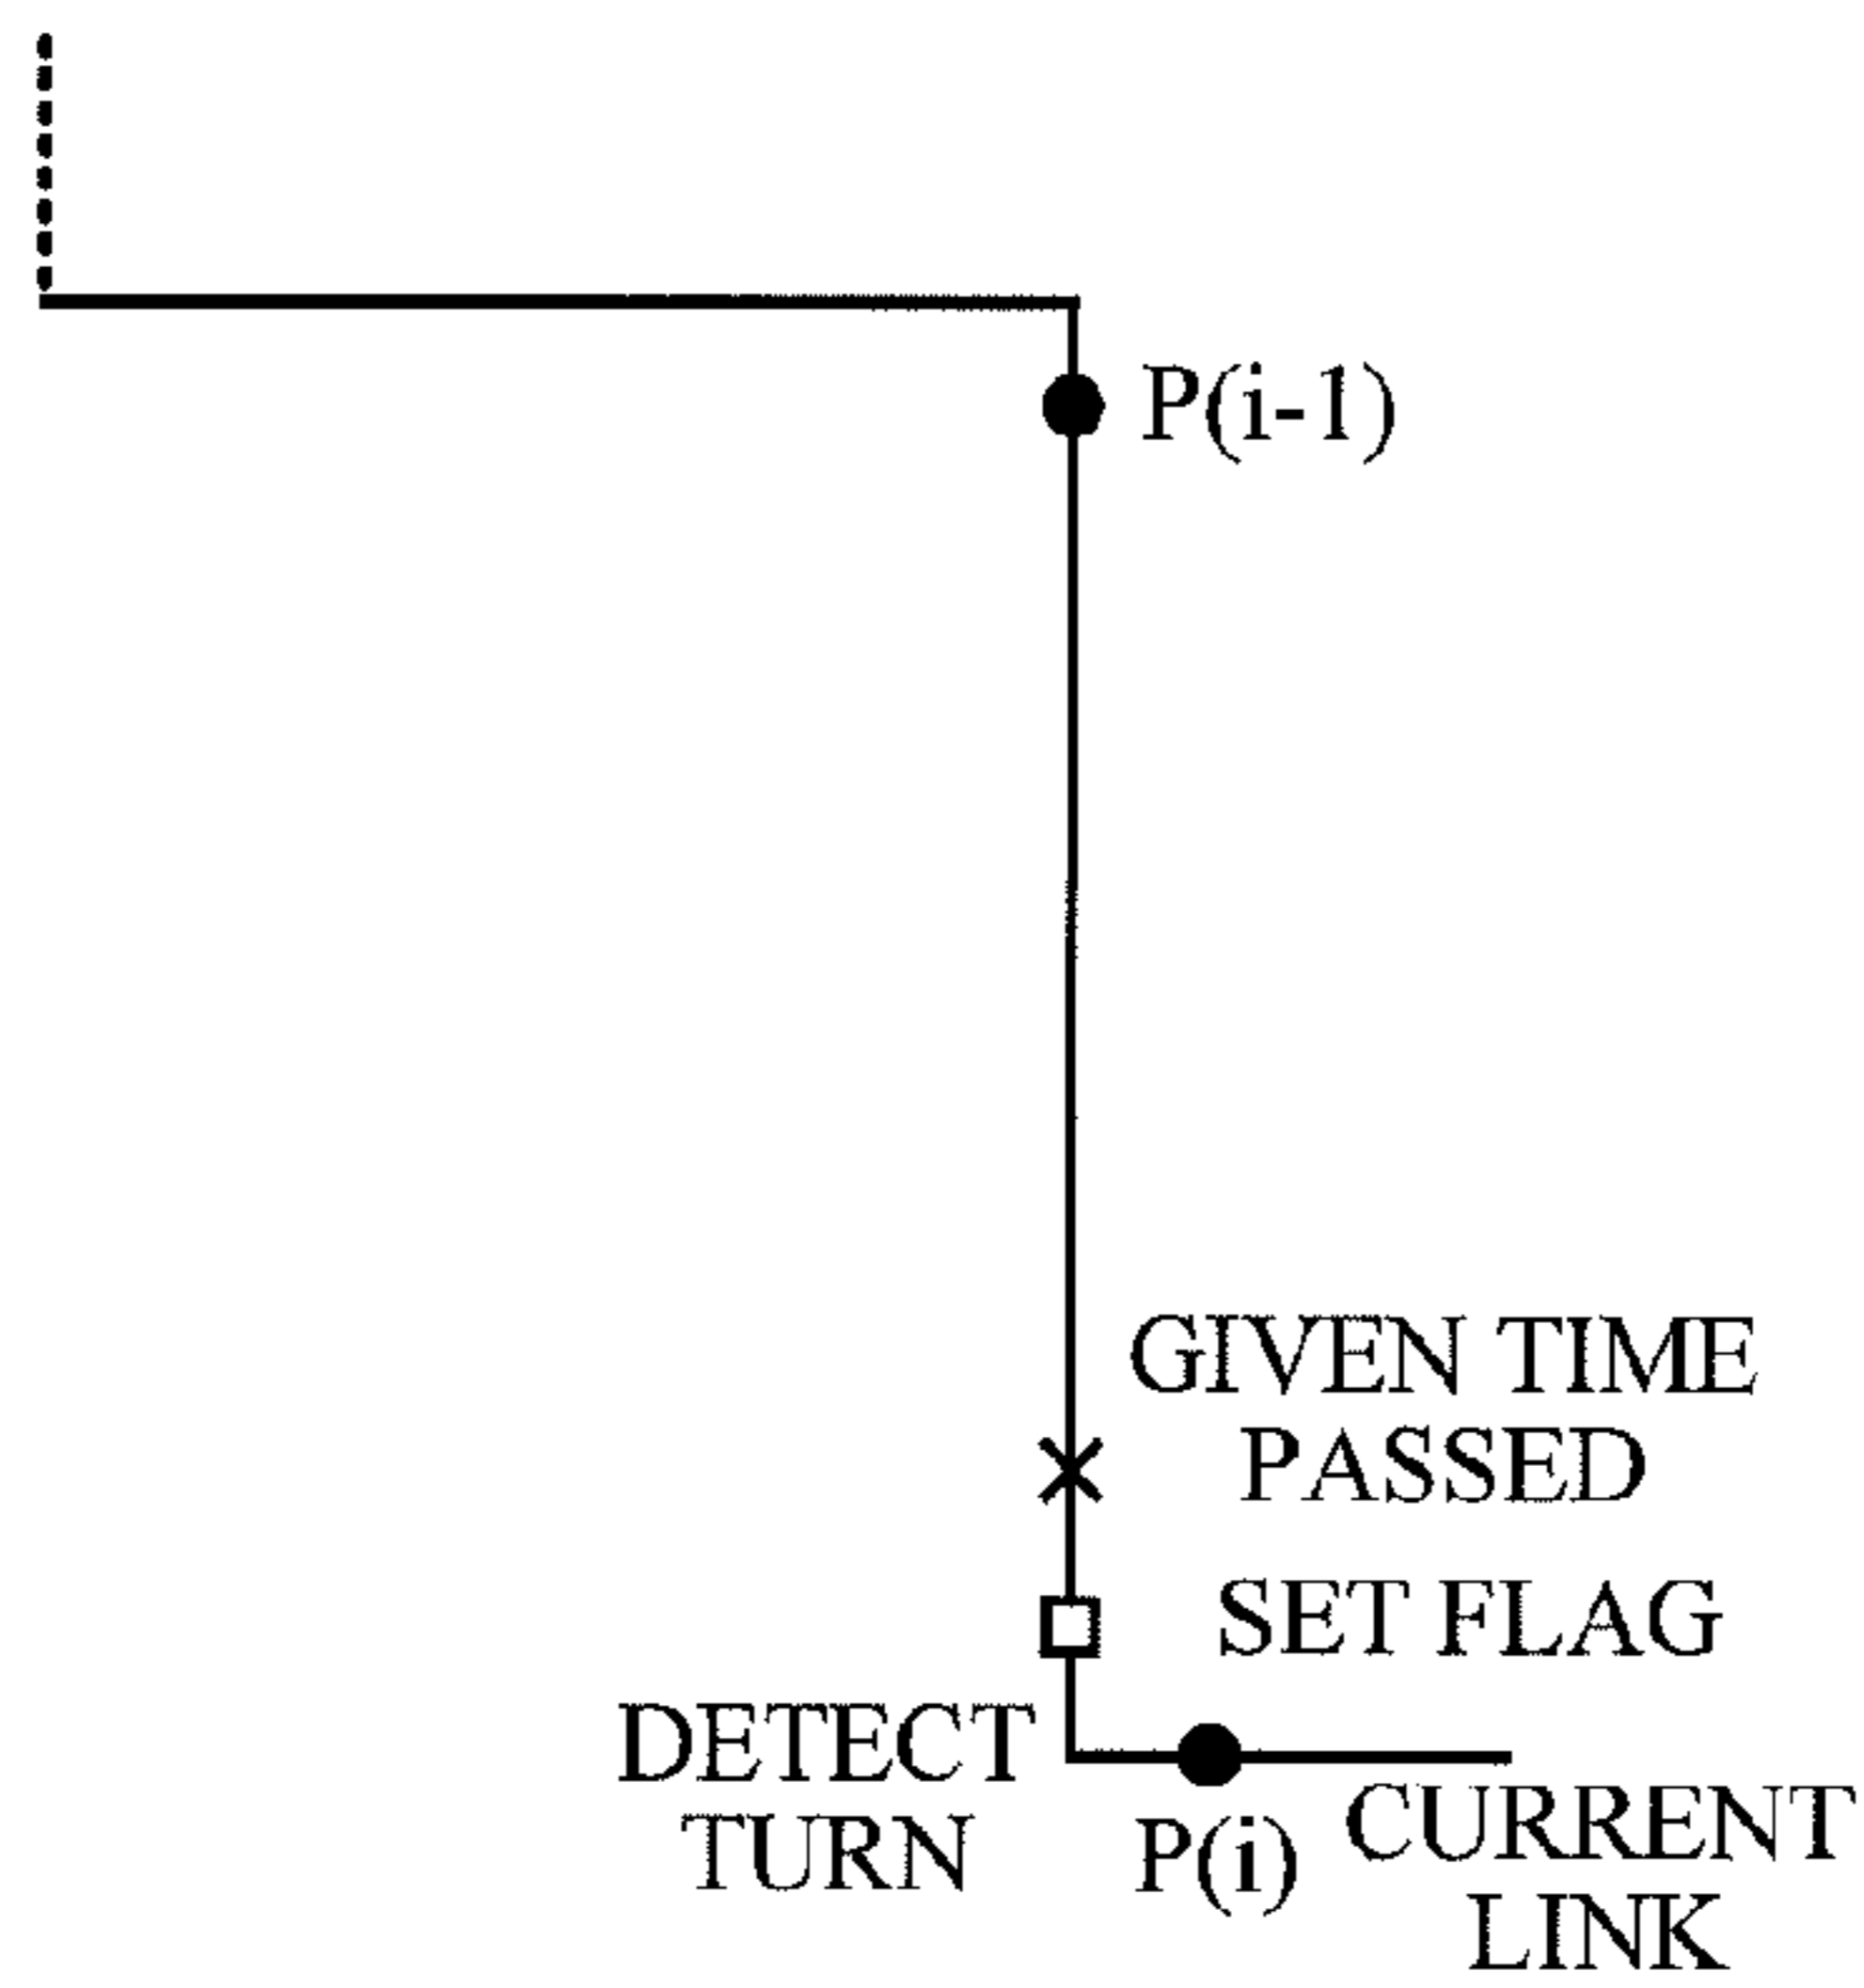 P(i-1)
GIVEN TIME
PASSED
SET FLAG
DETECT
TURN
P(i)
CURRENT
LINK